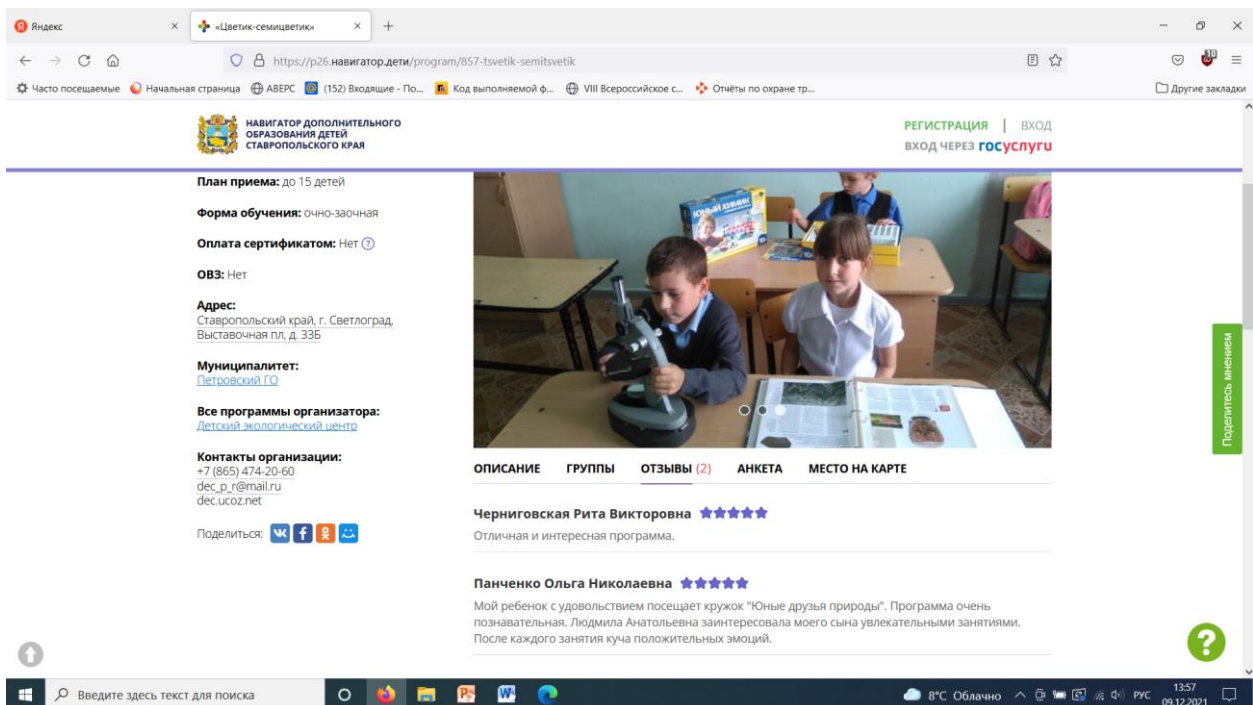 Яндекс
«Цветик-семицветик»
https://p26.навигатор.дети/program/857-tsvetik-semitsvetik
Часто посещаемые
Начальная страница
АВЕРС
(152) Входящие - По...
Код выполняемой ф...
VIII Всероссийское с...
Отчёты по охране тр...
Другие закладки
НАВИГАТОР ДОПОЛНИТЕЛЬНОГО
ОБРАЗОВАНИЯ ДЕТЕЙ
СТАВРОПОЛЬСКОГО КРАЯ
РЕГИСТРАЦИЯ | ВХОД
ВХОД ЧЕРЕЗ госуслуги
План приема: до 15 детей
Форма обучения: очно-заочная
Оплата сертификатом: Нет ?
ОВЗ: Нет
Адрес:
Ставропольский край, г. Светлоград,
Выставочная пл, д. 33Б
Муниципалитет:
Петровский ГО
Все программы организатора:
Детский экологический центр
Контакты организации:
+7 (865) 474-20-60
dec_p_r@mail.ru
dec.ucoz.net
Поделиться:
ЮНЫЙ ХИМИК
ОПИСАНИЕ ГРУППЫ ОТЗЫВЫ (2) АНКЕТА МЕСТО НА КАРТЕ
Черниговская Рита Викторовна
Отличная и интересная программа.
Панченко Ольга Николаевна
Мой ребенок с удовольствием посещает кружок "Юные друзья природы". Программа очень
познавательная. Людмила Анатольевна заинтересовала моего сына увлекательными занятиями.
После каждого занятия куча положительных эмоций.
Поделитесь мнением
?
Введите здесь текст для поиска
8°C Облачно
РУС
13:57
09.12.2021